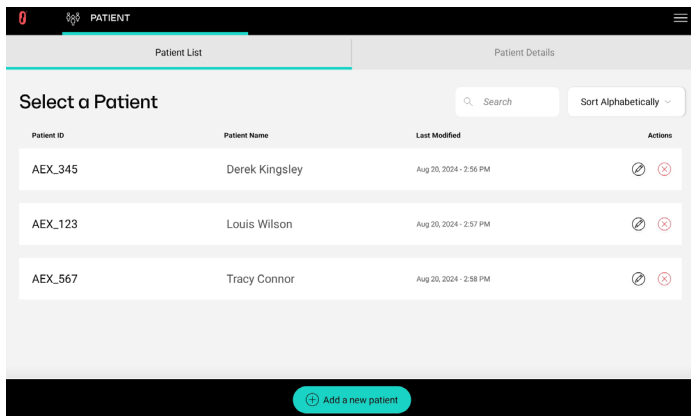 PATIENT
Patient List Patient Details
Select a Patient Search Sort Alphabetically
Patient ID Patient Name Last Modified Actions
AEX_345 Derek Kingsley Aug 20, 2024 - 2:56 PM
AEX_123 Louis Wilson Aug 20, 2024 - 2:57 PM
AEX_567 Tracy Connor Aug 20, 2024 - 2:58 PM
Add a new patient